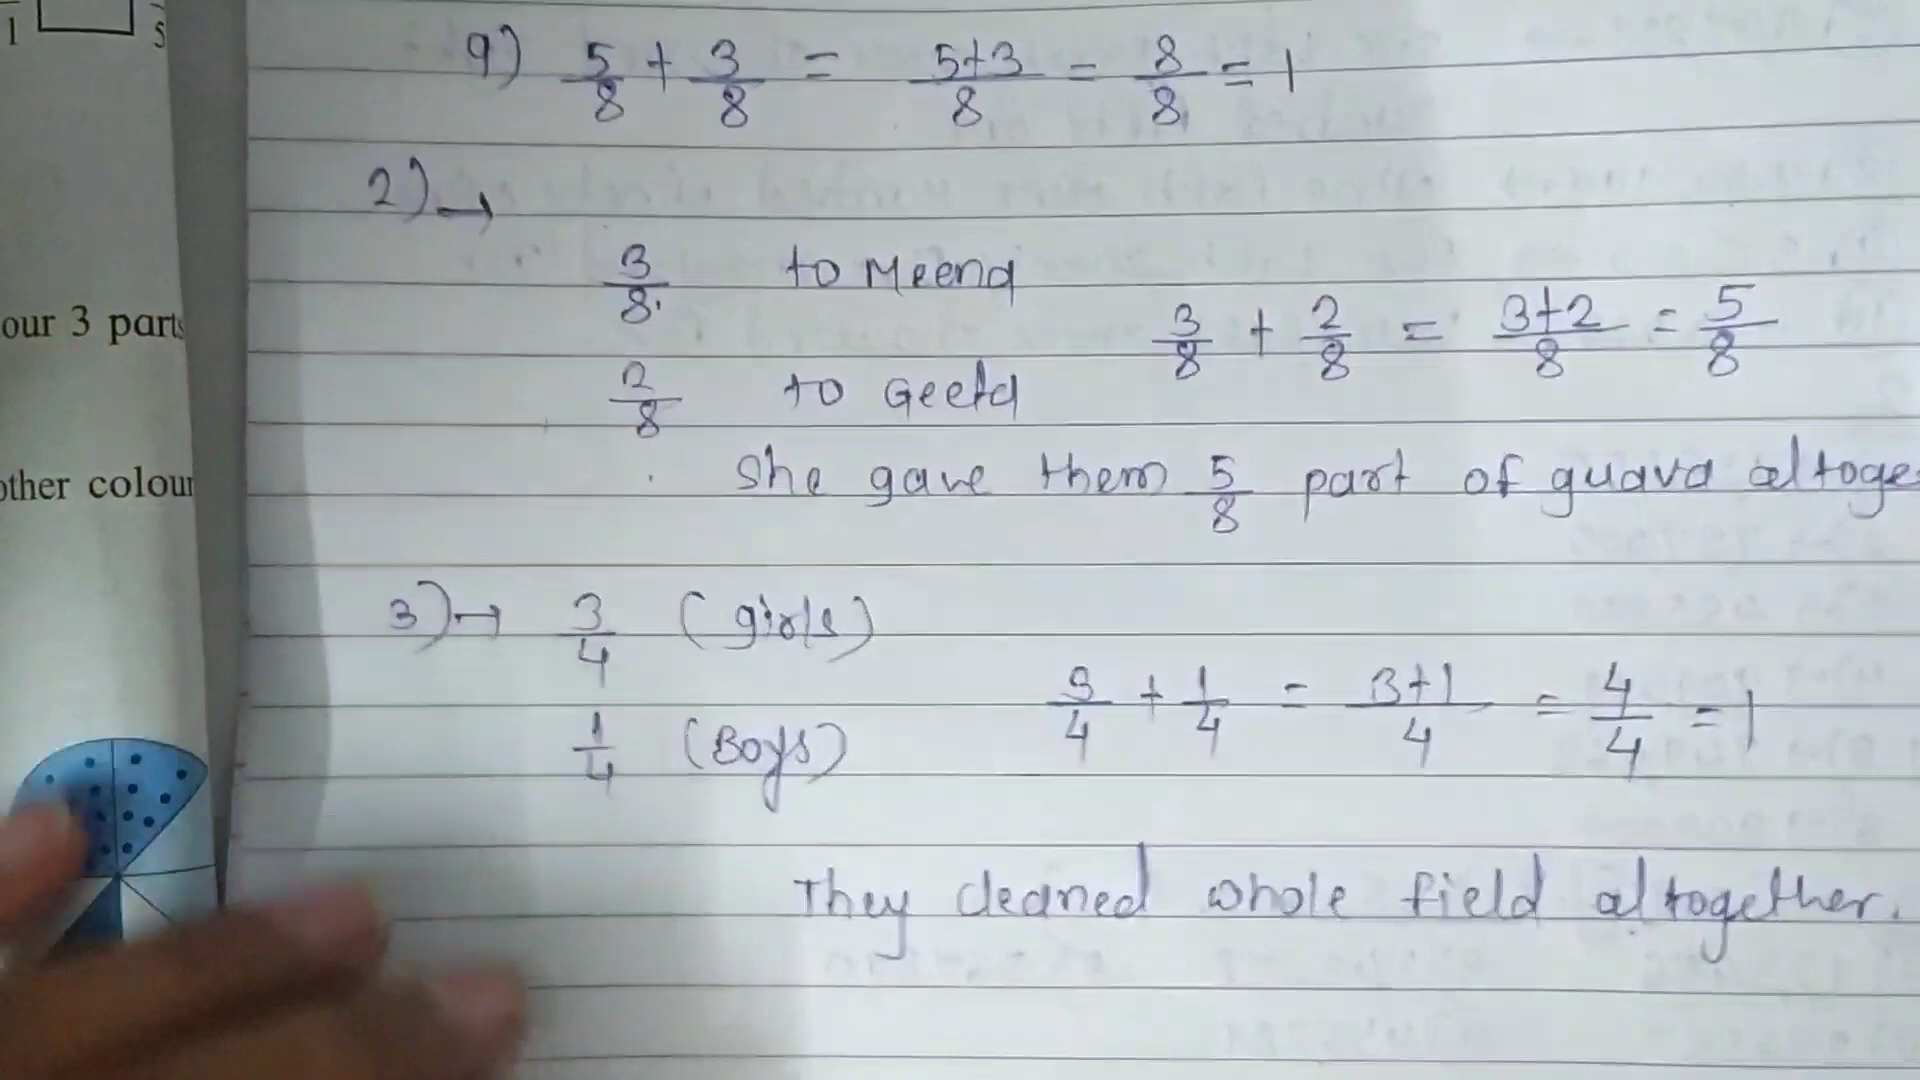 1 5
our 3 parts
other colour
9) 5/8 + 3/8 = 5+3/8 = 8/8 = 1
2)→
3/8 to Meena
3/8 + 2/8 = 3+2/8 = 5/8
2/8 to Geeta
She gave them 5/8 part of guava altoge
3)→ 3/4 (girls)
3/4 + 1/4 = 3+1/4 = 4/4 = 1
1/4 (Boys)
They cleaned whole field altogether.